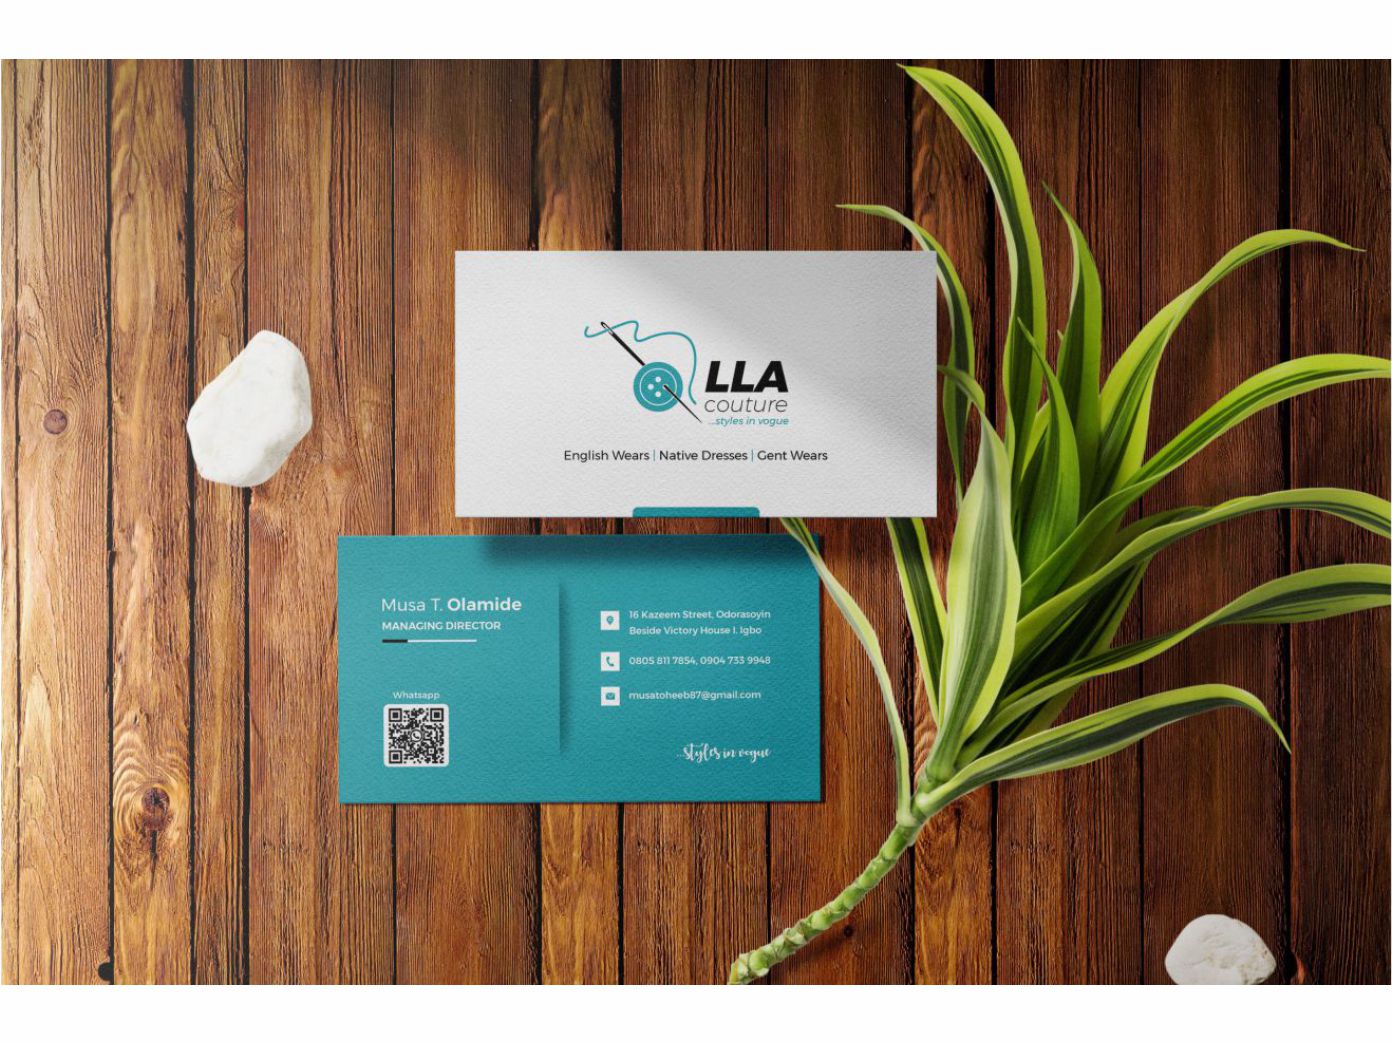 LLA
couture
...styles in vogue
English Wears | Native Dresses | Gent Wears
Musa T. Olamide
MANAGING DIRECTOR
Whatsapp
16 Kazeem Street, Odorasoyin
Beside Victory House I. Igbo
0805 811 7854, 0904 733 9948
musatoheeb87@gmail.com
...styles in vogue